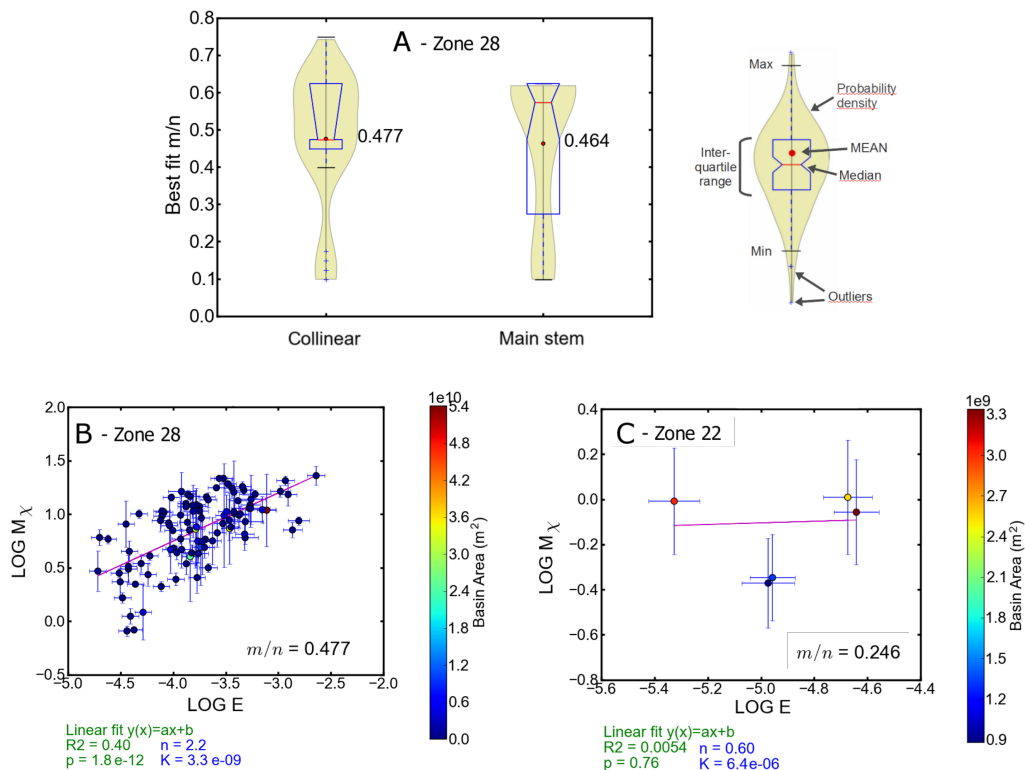 0.8
0.7
0.6
0.5
0.4
0.3
0.2
0.1
0.0
Best fit m/n
A - Zone 28
0.477
0.464
Collinear
Main stem
Max
Probability
density
Inter-
quartile
range
MEAN
Median
Min
Outliers
2.0
1.5
1.0
0.5
0.0
−0.5
LOG M χ
B - Zone 28
m/n = 0.477
−5.0 −4.5 −4.0 −3.5 −3.0 −2.5 −2.0
LOG E
1e10
5.4
4.8
4.2
3.6
3.0
2.4
1.8
1.2
0.6
0.0
Basin Area (m²)
Linear fit y(x)=ax+b
R2 = 0.40 n = 2.2
p = 1.8 e-12 K = 3.3 e-09
0.4
0.2
0.0
−0.2
−0.4
−0.6
−0.8
LOG M χ
C - Zone 22
m/n = 0.246
−5.6 −5.4 −5.2 −5.0 −4.8 −4.6 −4.4
LOG E
1e9
3.3
3.0
2.7
2.4
2.1
1.8
1.5
1.2
0.9
Basin Area (m²)
Linear fit y(x)=ax+b
R2 = 0.0054 n = 0.60
p = 0.76 K = 6.4e-06